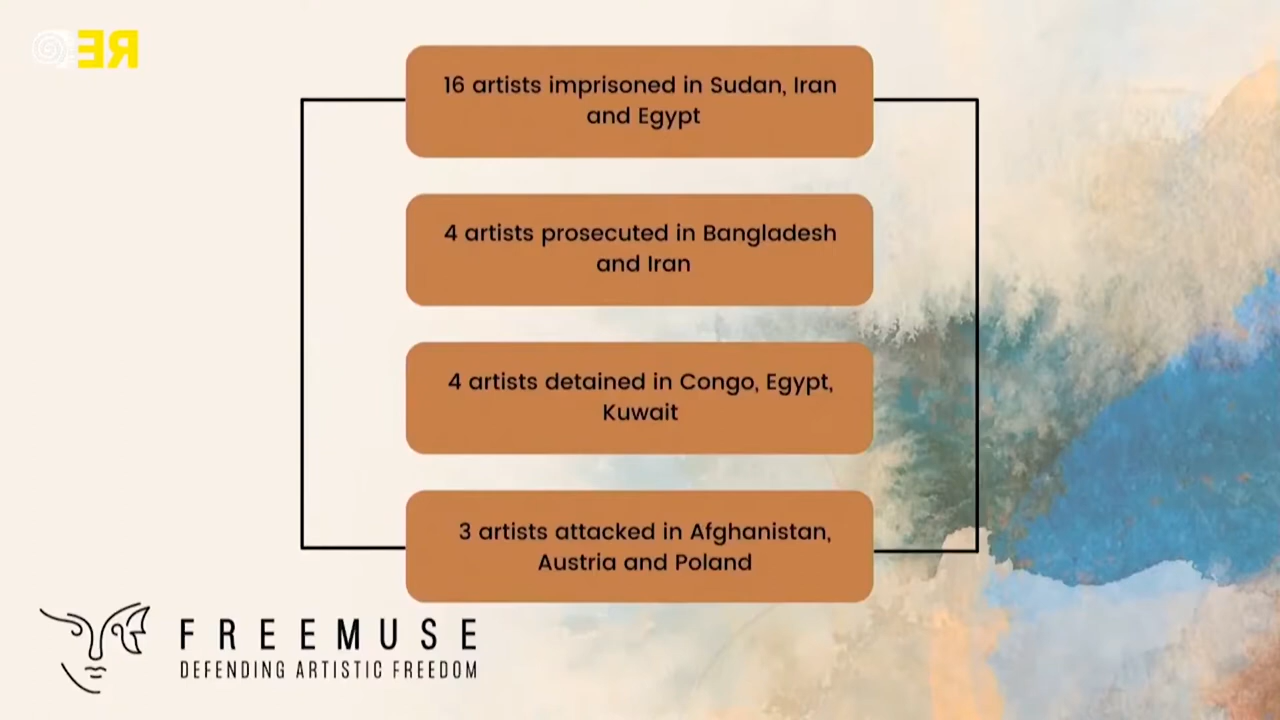 ЯƎ
16 artists imprisoned in Sudan, Iran
and Egypt
4 artists prosecuted in Bangladesh
and Iran
4 artists detained in Congo, Egypt,
Kuwait
3 artists attacked in Afghanistan,
Austria and Poland
FREEMUSE
DEFENDING ARTISTIC FREEDOM